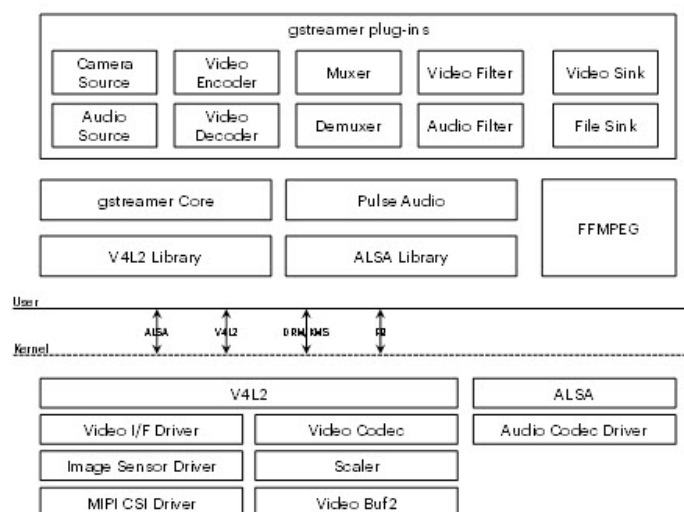 gstreamer plug-ins
Camera Source
Video Encoder
Muxer
Video Filter
Video Sink
Audio Source
Video Decoder
Demuxer
Audio Filter
File Sink
gstreamer Core
Pulse Audio
FFMPEG
V4L2 Library
ALSA Library
User
ALSA
V4L2
DRM/KMS
FB
Kernel
V4L2
ALSA
Video I/F Driver
Video Codec
Audio Codec Driver
Image Sensor Driver
Scaler
MIPI CSI Driver
Video Buf2